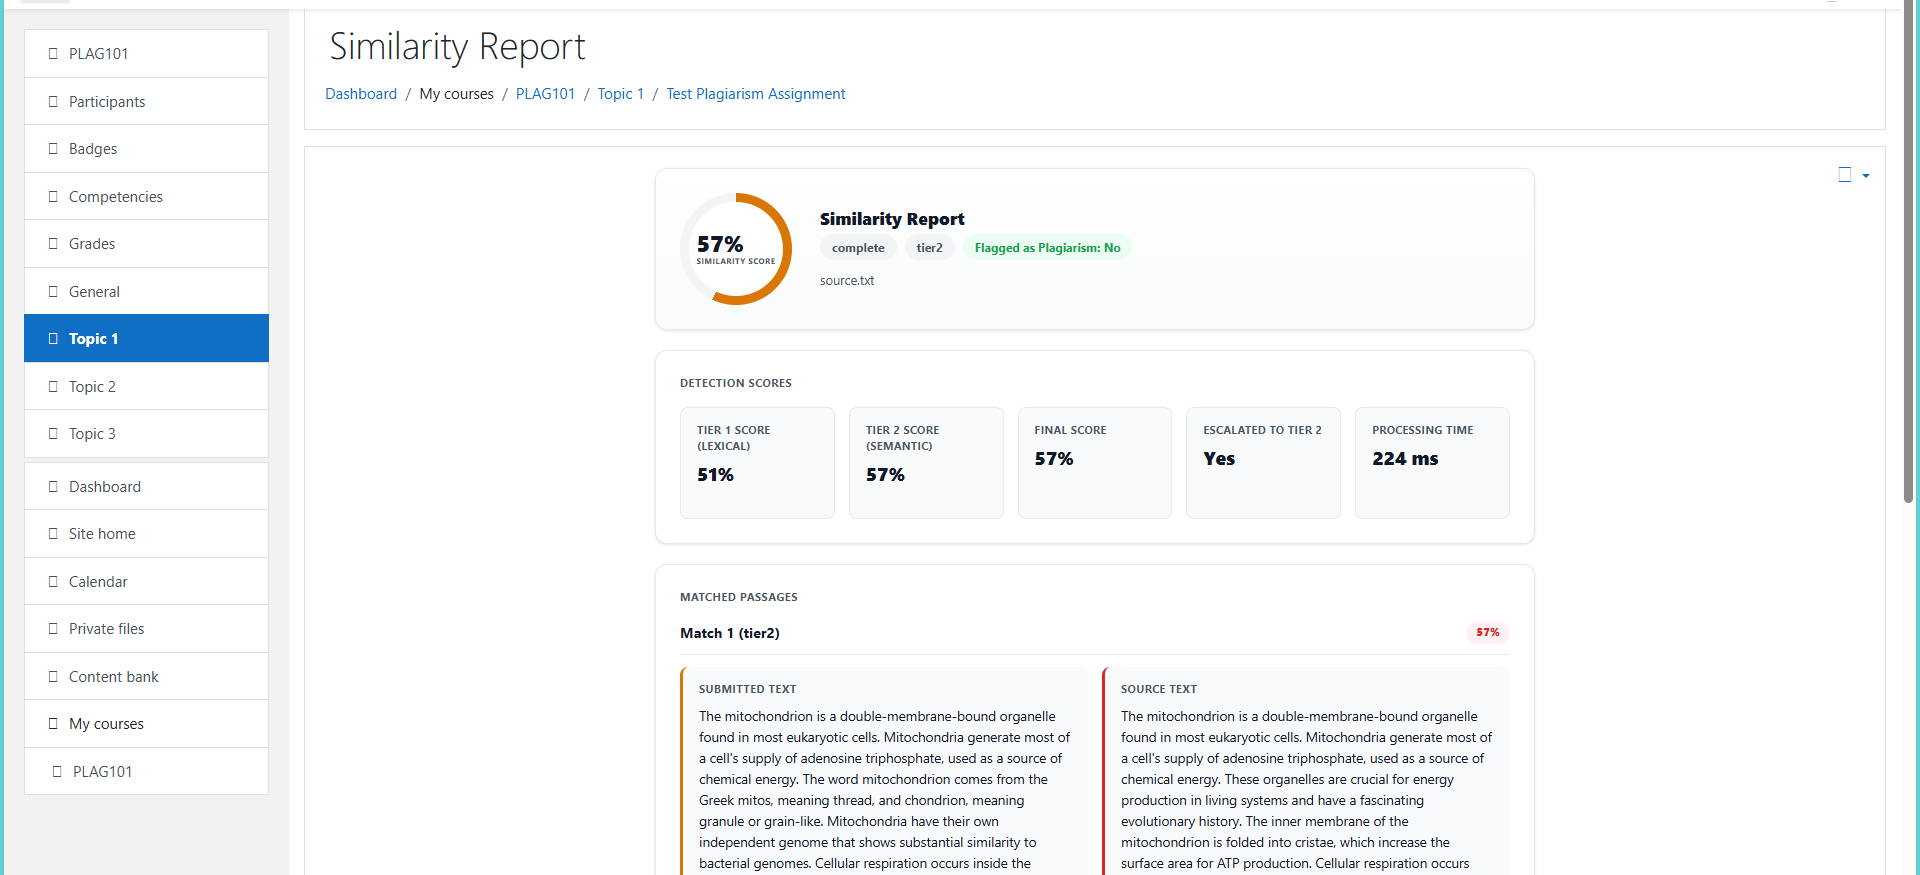 PLAG101
Participants
Badges
Competencies
Grades
General
Topic 1
Topic 2
Topic 3
Dashboard
Site home
Calendar
Private files
Content bank
My courses
PLAG101
Similarity Report
Dashboard / My courses / PLAG101 / Topic 1 / Test Plagiarism Assignment
57%
SIMILARITY SCORE
Similarity Report
complete tier2 Flagged as Plagiarism: No
source.txt
DETECTION SCORES
TIER 1 SCORE
(LEXICAL)
51%
TIER 2 SCORE
(SEMANTIC)
57%
FINAL SCORE
57%
ESCALATED TO TIER 2
Yes
PROCESSING TIME
224 ms
MATCHED PASSAGES
Match 1 (tier2) 57%
SUBMITTED TEXT
The mitochondrion is a double-membrane-bound organelle
found in most eukaryotic cells. Mitochondria generate most of
a cell's supply of adenosine triphosphate, used as a source of
chemical energy. The word mitochondrion comes from the
Greek mitos, meaning thread, and chondrion, meaning
granule or grain-like. Mitochondria have their own
independent genome that shows substantial similarity to
bacterial genomes. Cellular respiration occurs inside the
SOURCE TEXT
The mitochondrion is a double-membrane-bound organelle
found in most eukaryotic cells. Mitochondria generate most of
a cell's supply of adenosine triphosphate, used as a source of
chemical energy. These organelles are crucial for energy
production in living systems and have a fascinating
evolutionary history. The inner membrane of the
mitochondrion is folded into cristae, which increase the
surface area for ATP production. Cellular respiration occurs